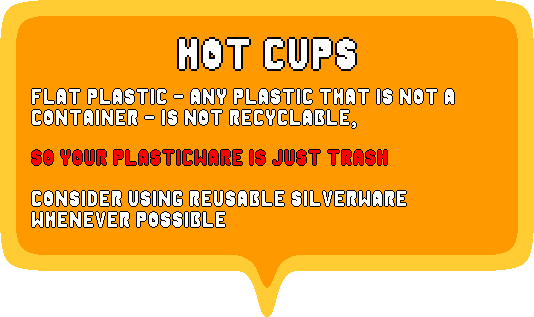 HOT CUPS
FLAT PLASTIC - ANY PLASTIC THAT IS NOT A
CONTAINER - IS NOT RECYCLABLE,
SO YOUR PLASTICWARE IS JUST TRASH
CONSIDER USING REUSABLE SILVERWARE
WHENEVER POSSIBLE